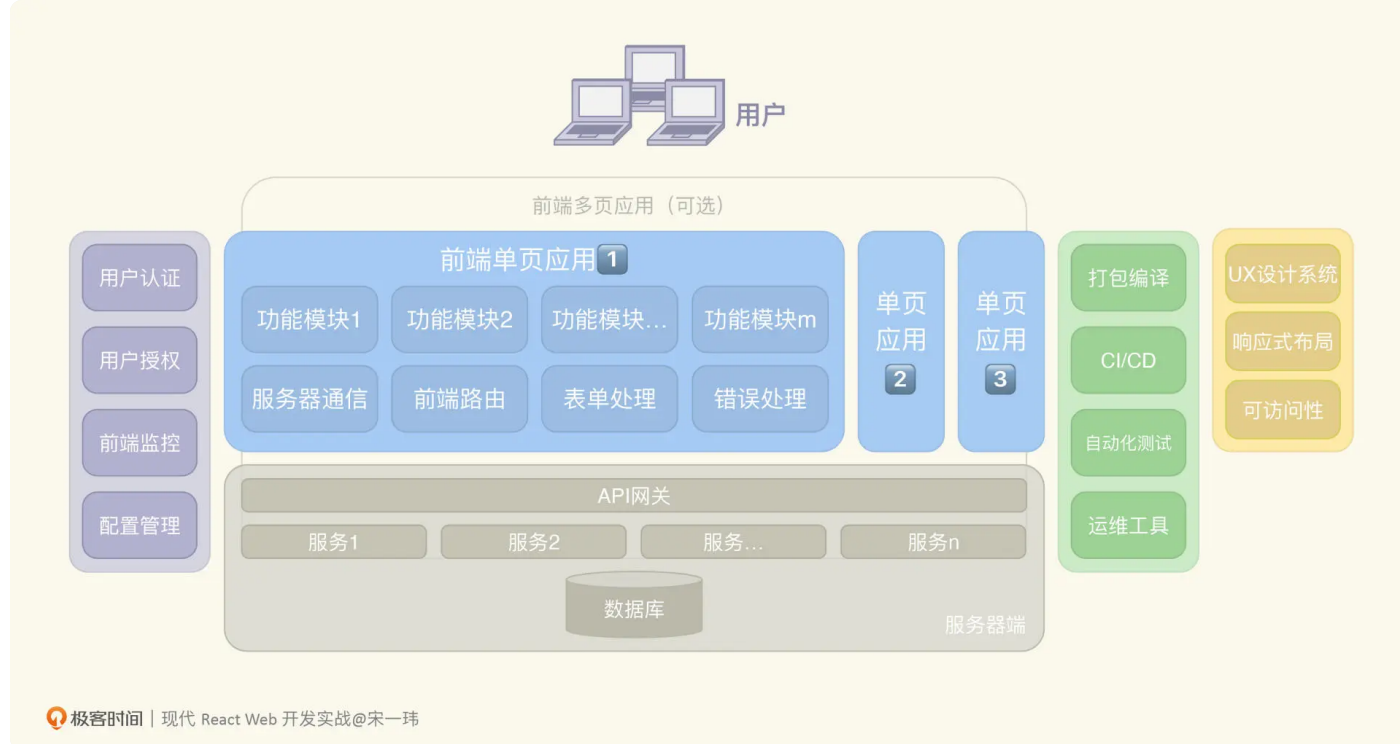 用户
前端多页应用（可选）
用户认证
用户授权
前端监控
配置管理
前端单页应用1
功能模块1
功能模块2
功能模块...
功能模块m
服务器通信
前端路由
表单处理
错误处理
单页
应用
2
单页
应用
3
打包编译
CI/CD
自动化测试
运维工具
UX设计系统
响应式布局
可访问性
API网关
服务1
服务2
服务...
服务n
数据库
服务器端
极客时间｜现代 React Web 开发实战@宋一玮